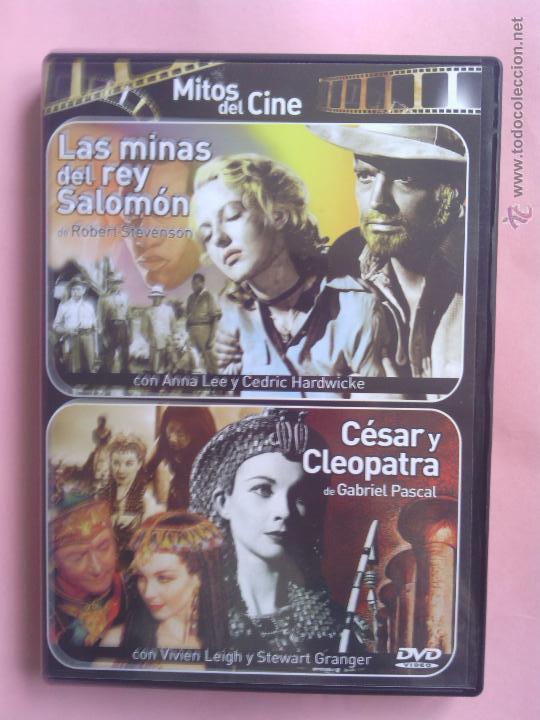 Mitos
del Cine
Las minas
del rey
Salomón
de Robert Stevenson
con Anna Lee y Cedric Hardwicke
César y
Cleopatra
de Gabriel Pascal
con Vivien Leigh y Stewart Granger
DVD
VIDEO
www.todocoleccion.net
tc